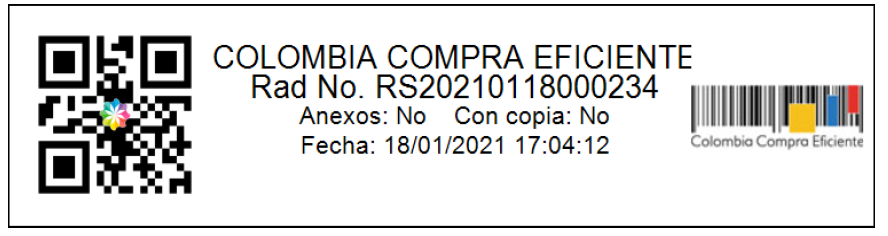 COLOMBIA COMPRA EFICIENTE
Rad No. RS20210118000234
Anexos: No Con copia: No
Fecha: 18/01/2021 17:04:12
Colombia Compra Eficiente